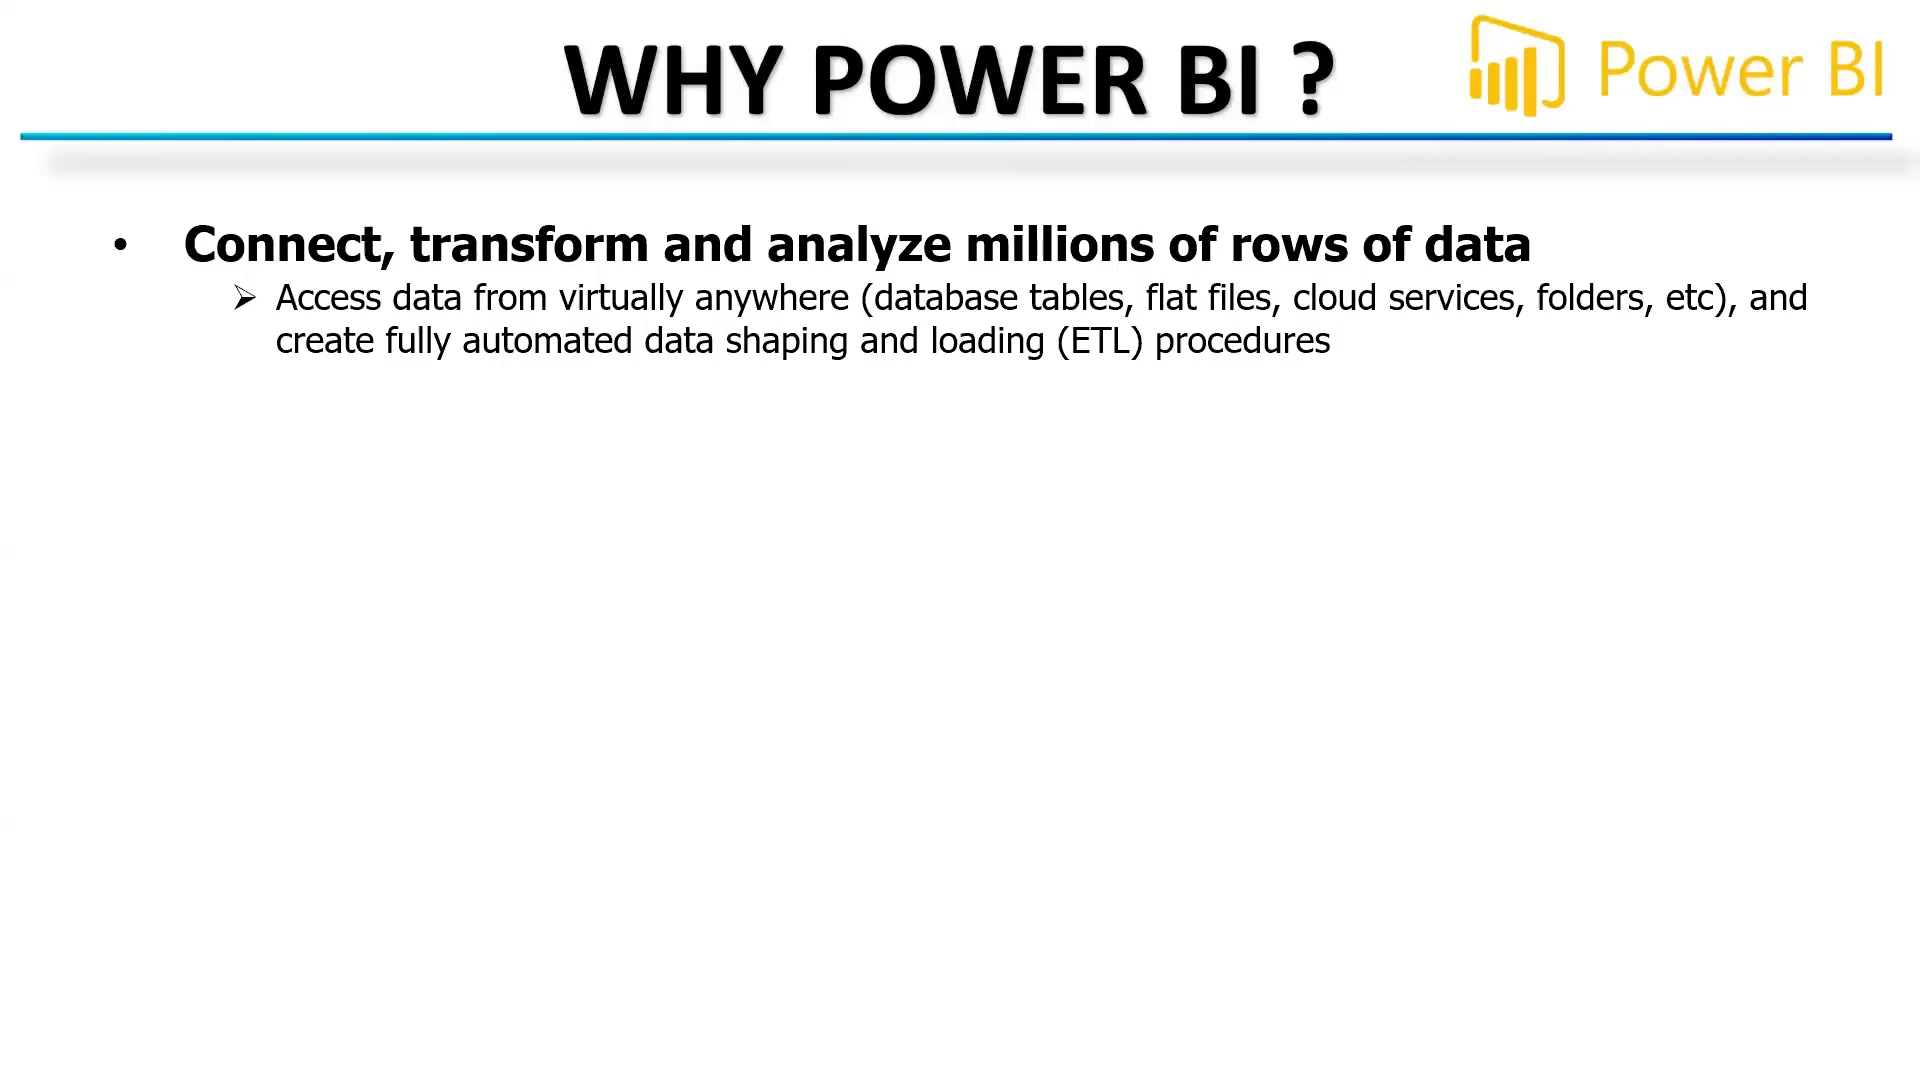 WHY POWER BI ?
Power BI
• Connect, transform and analyze millions of rows of data
➢ Access data from virtually anywhere (database tables, flat files, cloud services, folders, etc), and
create fully automated data shaping and loading (ETL) procedures